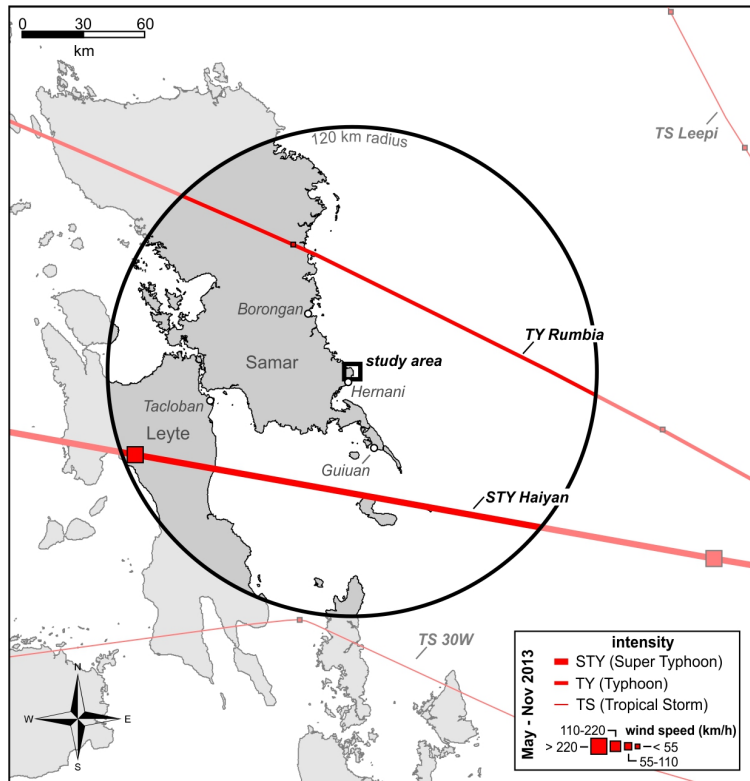 0 30 60
km
120 km radius
TS Leepi
Borongan
TY Rumbia
Samar
study area
Hernani
Tacloban
Leyte
Guiuan
STY Haiyan
TS 30W
N
W E
S
May - Nov 2013
intensity
STY (Super Typhoon)
TY (Typhoon)
TS (Tropical Storm)
110-220 wind speed (km/h)
> 220 < 55
55-110